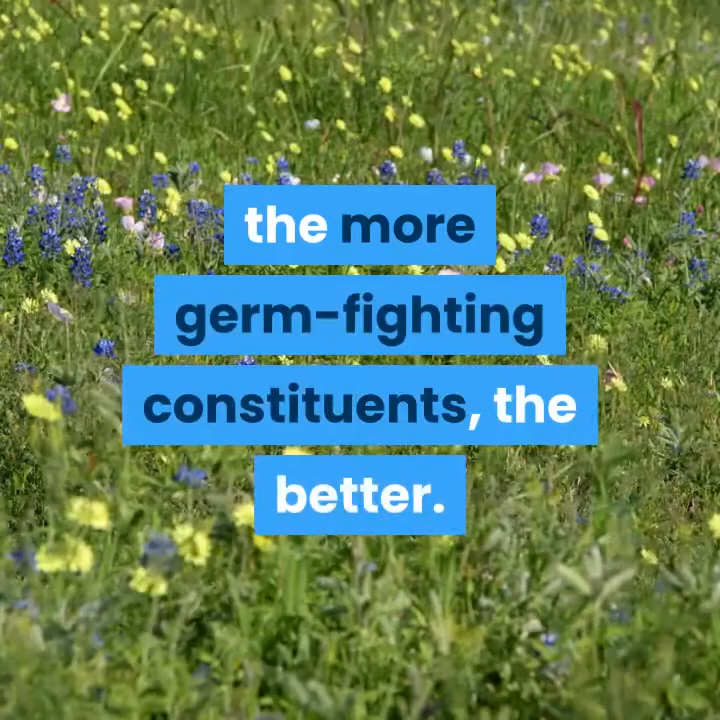 the more
germ-fighting
constituents, the
better.